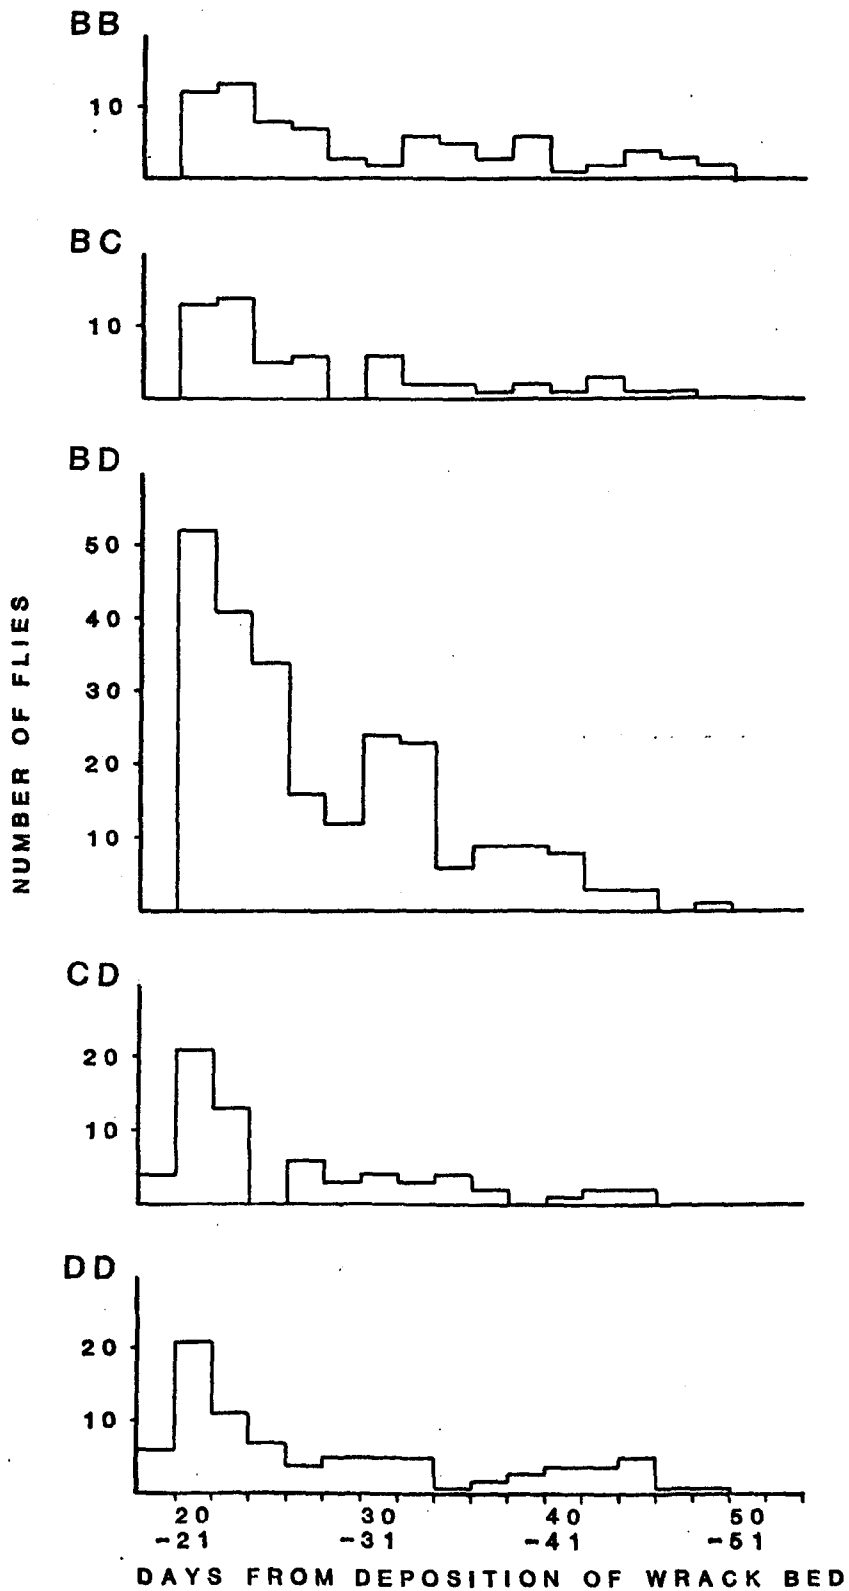 BB
10
BC
10
BD
50
40
30
20
10
NUMBER OF FLIES
CD
20
10
DD
20
10
20 30 40 50
-21 -31 -41 -51
DAYS FROM DEPOSITION OF WRACK BED